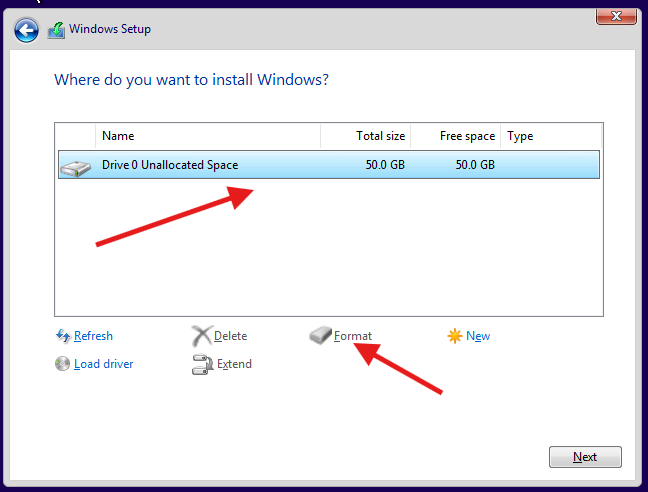 Windows Setup
Where do you want to install Windows?
Name Total size Free space Type
Drive 0 Unallocated Space 50.0 GB 50.0 GB
Refresh Delete Format New
Load driver Extend
Next